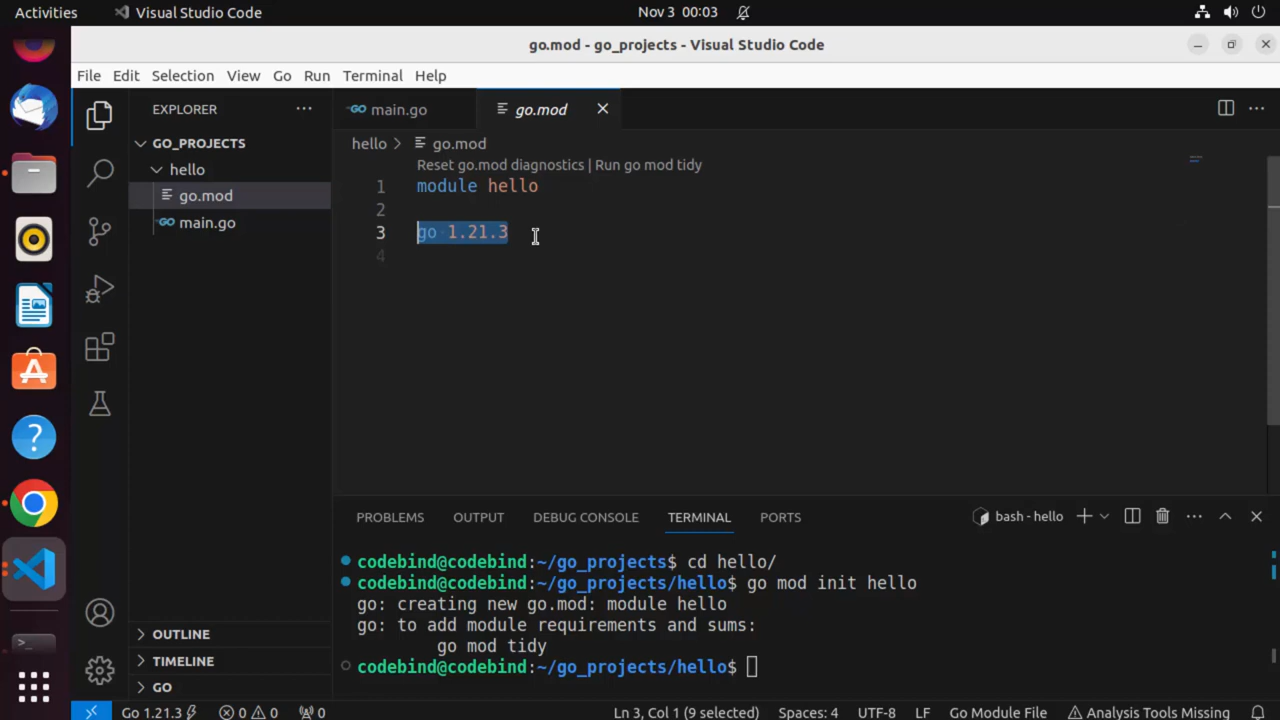 Activities Visual Studio Code Nov 3 00:03
go.mod - go_projects - Visual Studio Code
File Edit Selection View Go Run Terminal Help
EXPLORER ··· main.go go.mod ···
GO_PROJECTS
hello
go.mod
main.go
hello > go.mod
Reset go.mod diagnostics | Run go mod tidy
1 module hello
2
3 go 1.21.3
4
PROBLEMS OUTPUT DEBUG CONSOLE TERMINAL PORTS bash - hello ···
codebind@codebind:~/go_projects$ cd hello/
codebind@codebind:~/go_projects/hello$ go mod init hello
go: creating new go.mod: module hello
go: to add module requirements and sums:
go mod tidy
codebind@codebind:~/go_projects/hello$
OUTLINE
TIMELINE
GO
Go 1.21.3 0 0 0 Ln 3, Col 1 (9 selected) Spaces: 4 UTF-8 LF Go Module File Analysis Tools Missing